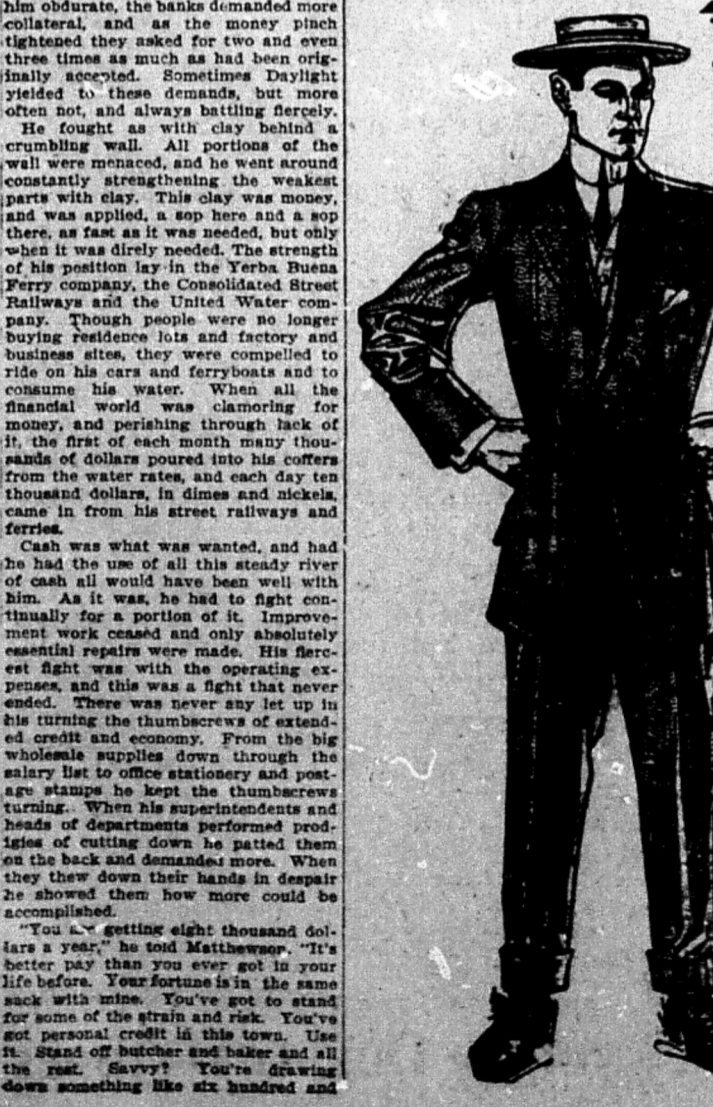 him obdurate, the banks demanded more
collateral, and as the money pinch
tightened they asked for two and even
three times as much as had been orig-
inally accepted. Sometimes Daylight
yielded to these demands, but more
often not, and always battling fiercely.
He fought as with clay behind a
crumbling wall. All portions of the
wall were menaced, and he went around
constantly strengthening the weakest
parts with clay. This clay was money,
and was applied, a sop here and a sop
there, as fast as it was needed, but only
when it was direly needed. The strength
of his position lay in the Yerba Buena
Ferry company, the Consolidated Street
Railways and the United Water com-
pany. Though people were no longer
buying residence lots and factory and
business sites, they were compelled to
ride on his cars and ferryboats and to
consume his water. When all the
financial world was clamoring for
money, and perishing through lack of
it, the first of each month many thou-
sands of dollars poured into his coffers
from the water rates, and each day ten
thousand dollars, in dimes and nickels,
came in from his street railways and
ferries.
Cash was what was wanted, and had
he had the use of all this steady river
of cash all would have been well with
him. As it was, he had to fight con-
tinually for a portion of it. Improve-
ment work ceased and only absolutely
essential repairs were made. His fierc-
est fight was with the operating ex-
penses, and this was a fight that never
ended. There was never any let up in
his turning the thumbscrews of extend-
ed credit and economy. From the big
wholesale supplies down through the
salary list to office stationery and post-
age stamps he kept the thumbscrews
turning. When his superintendents and
heads of departments performed prod-
igies of cutting down he patted them
on the back and demanded more. When
they thew down their hands in despair
he showed them how more could be
accomplished.
"You are getting eight thousand dol-
lars a year," he told Matthewson. "It's
better pay than you ever got in your
life before. Your fortune is in the same
sack with mine. You've got to stand
for some of the strain and risk. You've
got personal credit in this town. Use
it. Stand off butcher and baker and all
the rest. Savvy? You're drawing
down something like six hundred and